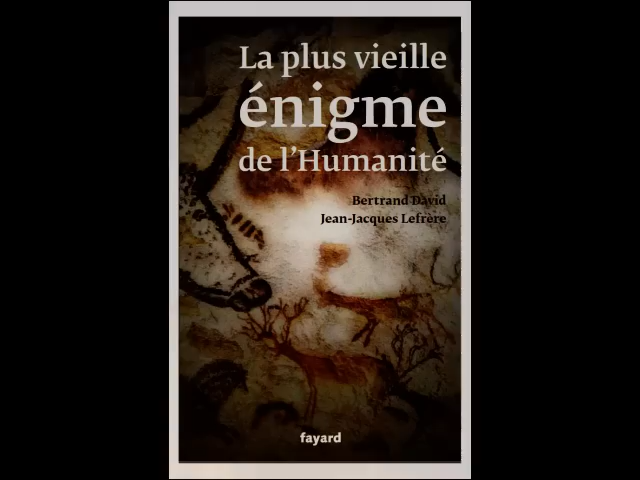 La plus vieille
énigme
de l'Humanité
Bertrand David
Jean-Jacques Lefrère
fayard